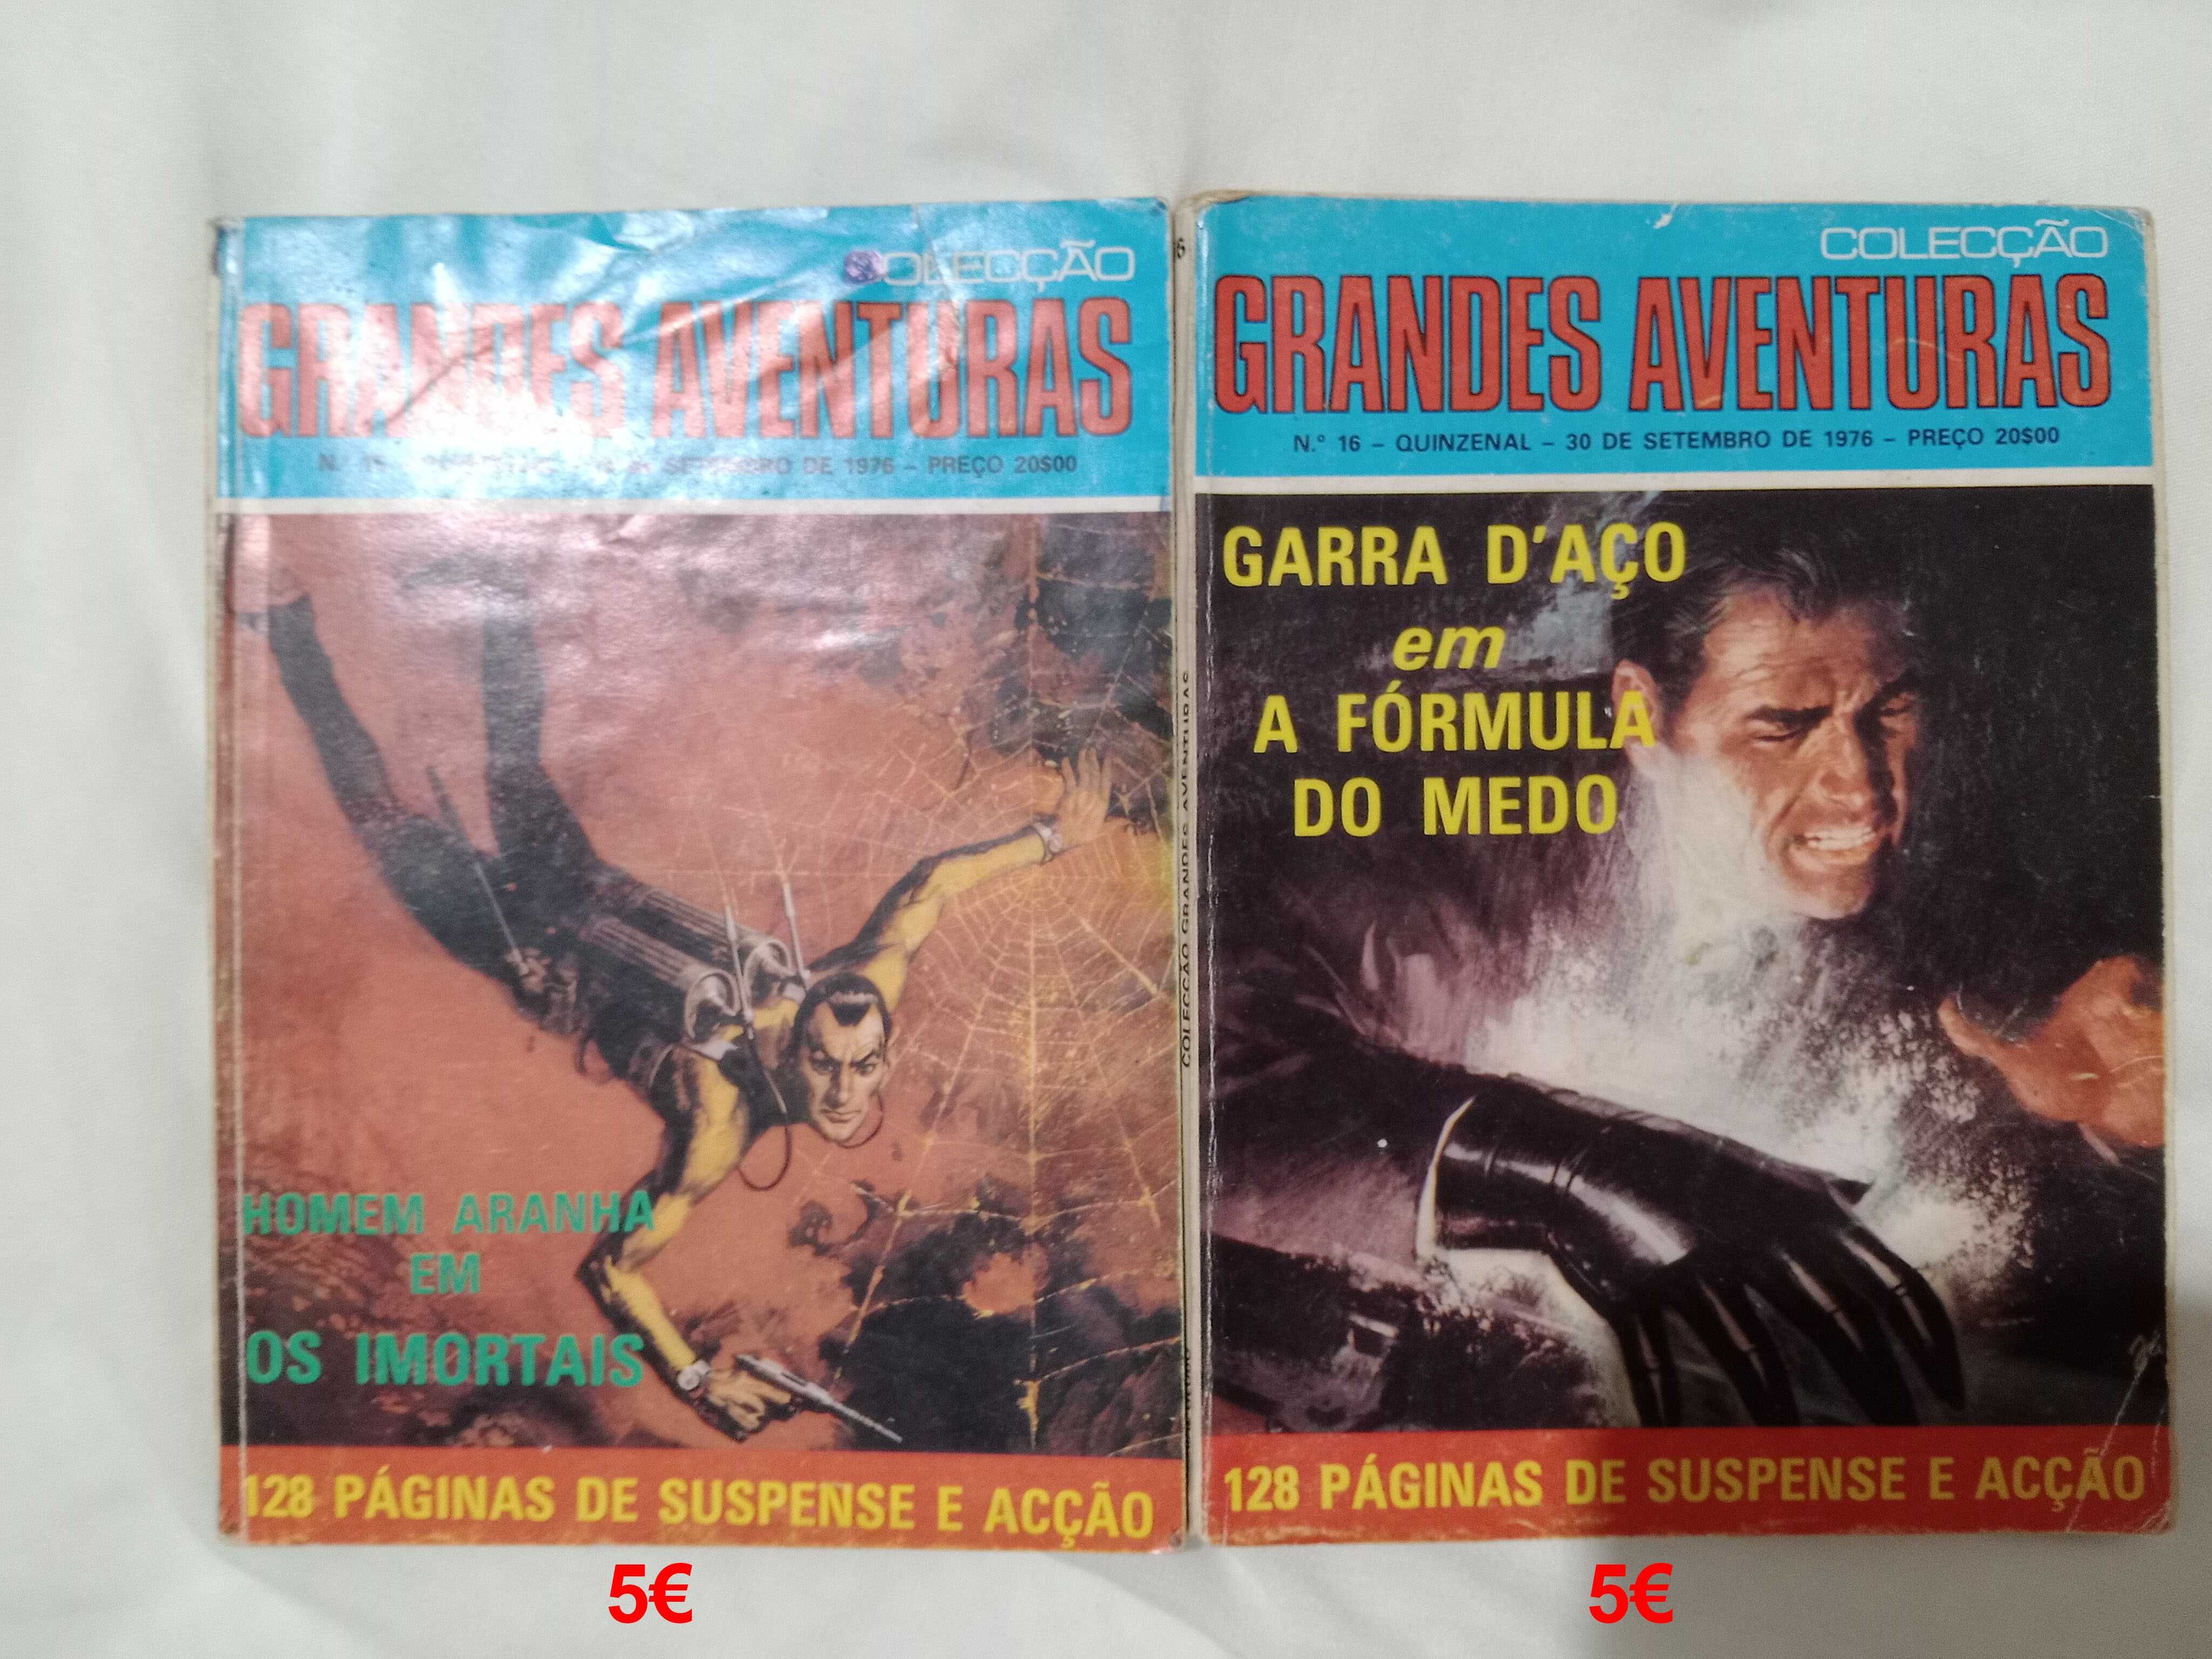 COLECÇÃO
GRANDES AVENTURAS
N.º 15 SETEMBRO DE 1976 – PREÇO 20$00
HOMEM ARANHA
EM
OS IMORTAIS
128 PÁGINAS DE SUSPENSE E ACÇÃO
5€
6
COLECÇÃO GRANDES AVENTURAS
COLECÇÃO
GRANDES AVENTURAS
N.º 16 – QUINZENAL – 30 DE SETEMBRO DE 1976 – PREÇO 20$00
GARRA D'AÇO
em
A FÓRMULA
DO MEDO
128 PÁGINAS DE SUSPENSE E ACÇÃO
5€